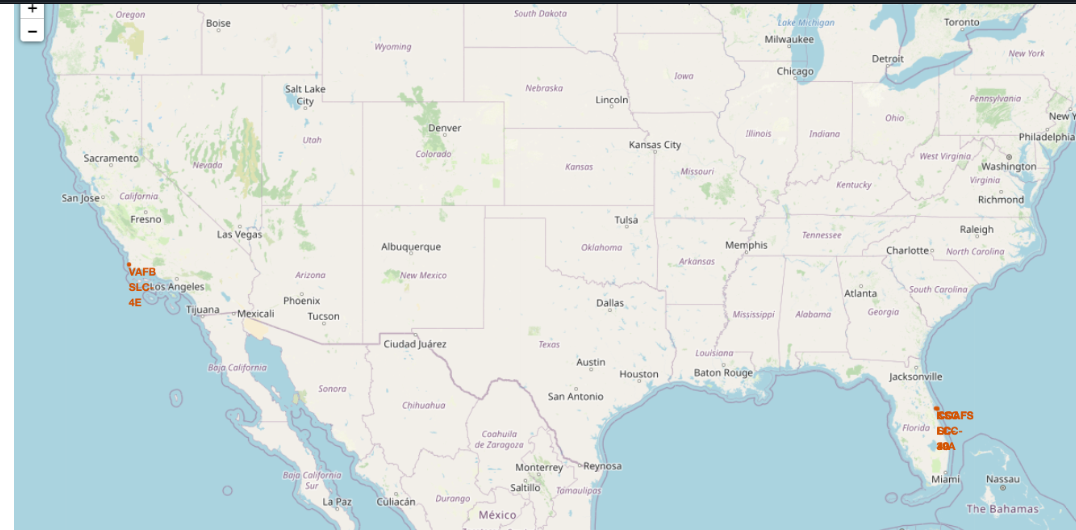 +
−
Oregon
Boise
South Dakota
Lake Michigan
Toronto
Milwaukee
Wyoming
Detroit
New York
Chicago
Iowa
Nebraska
Salt Lake
City
Lincoln
Pennsylvania
New Y
Ohio
Denver
Illinois
Indiana
Philadelphia
Utah
Kansas City
Colorado
Sacramento
West Virginia
Nevada
Kansas
Missouri
Washington
Virginia
Kentucky
San Jose
California
Richmond
Fresno
Tulsa
Las Vegas
Raleigh
Tennessee
Albuquerque
Oklahoma
Memphis
Charlotte
North Carolina
Arkansas
VAFB
SLC-
4E
Los Angeles
Arizona
New Mexico
South Carolina
Atlanta
Phoenix
Dallas
Tijuana
Mexicali
Tucson
Mississippi
Alabama
Georgia
Ciudad Juárez
Texas
Louisiana
Austin
Baja California
Houston
Baton Rouge
Jacksonville
Sonora
San Antonio
Chihuahua
Florida
Coahuila
de Zaragoza
Monterrey
Reynosa
Baja California
Sur
Miami
Nassau
Saltillo
Tamaulipas
La Paz
Culiacán
Durango
México
The Bahamas